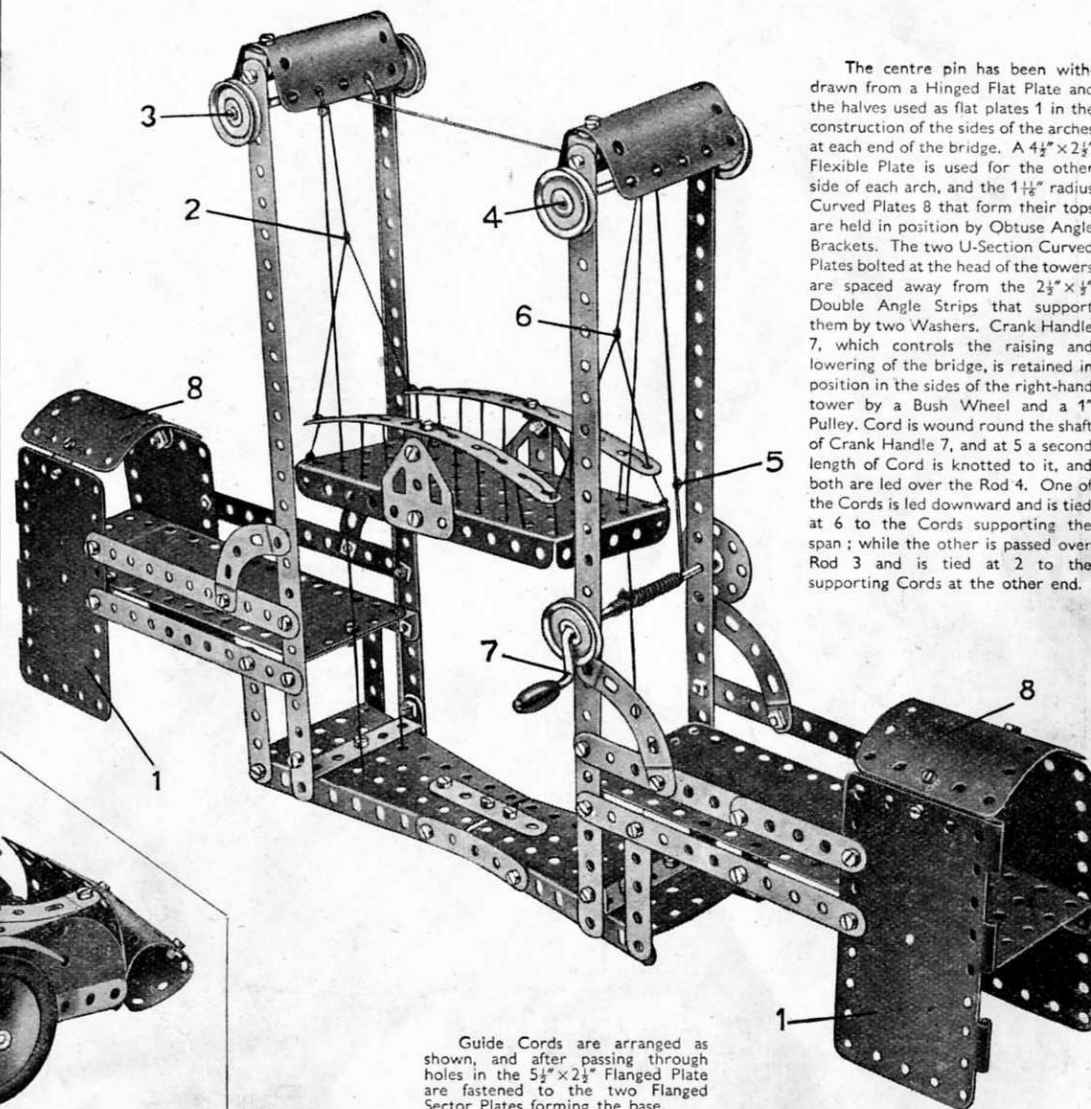 The centre pin has been with-
drawn from a Hinged Flat Plate and
the halves used as flat plates 1 in the
construction of the sides of the arches
at each end of the bridge. A 4½″×2½″
Flexible Plate is used for the other
side of each arch, and the 1 11/16″ radius
Curved Plates 8 that form their tops
are held in position by Obtuse Angle
Brackets. The two U-Section Curved
Plates bolted at the head of the towers
are spaced away from the 2½″×½″
Double Angle Strips that support
them by two Washers. Crank Handle
7, which controls the raising and
lowering of the bridge, is retained in
position in the sides of the right-hand
tower by a Bush Wheel and a 1″
Pulley. Cord is wound round the shaft
of Crank Handle 7, and at 5 a second
length of Cord is knotted to it, and
both are led over the Rod 4. One of
the Cords is led downward and is tied
at 6 to the Cords supporting the
span ; while the other is passed over
Rod 3 and is tied at 2 to the
supporting Cords at the other end.
3
4
2
6
8
5
7
8
1
1
Guide Cords are arranged as
shown, and after passing through
holes in the 5½″×2½″ Flanged Plate
are fastened to the two Flanged
Sector Plates forming the base.